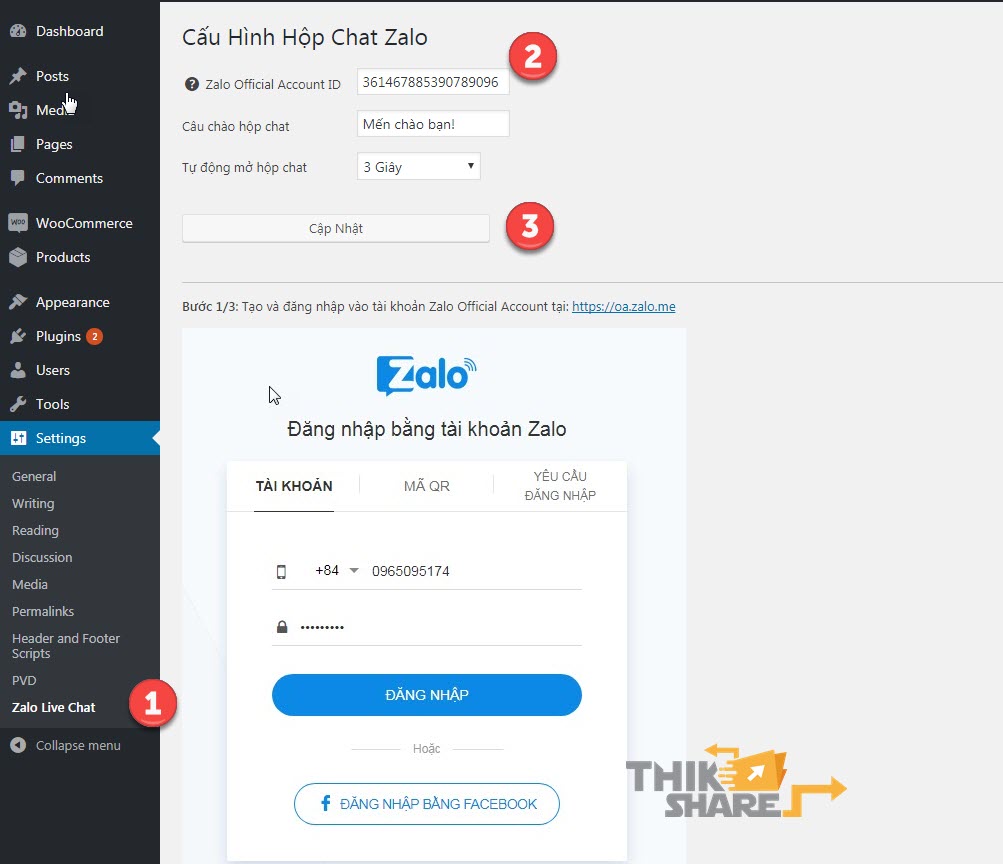 Dashboard
Posts
Media
Pages
Comments
WooCommerce
Products
Appearance
Plugins 2
Users
Tools
Settings
General
Writing
Reading
Discussion
Media
Permalinks
Header and Footer
Scripts
PVD
Zalo Live Chat
1
Collapse menu
Cấu Hình Hộp Chat Zalo
2
Zalo Official Account ID 361467885390789096
Câu chào hộp chat Mến chào bạn!
Tự động mở hộp chat 3 Giây
Cập Nhật
3
Bước 1/3: Tạo và đăng nhập vào tài khoản Zalo Official Account tại: https://oa.zalo.me
Zalo
Đăng nhập bằng tài khoản Zalo
TÀI KHOẢN
MÃ QR
YÊU CẦU
ĐĂNG NHẬP
+84 0965095174
ĐĂNG NHẬP
Hoặc
ĐĂNG NHẬP BẰNG FACEBOOK
THIK
SHARE